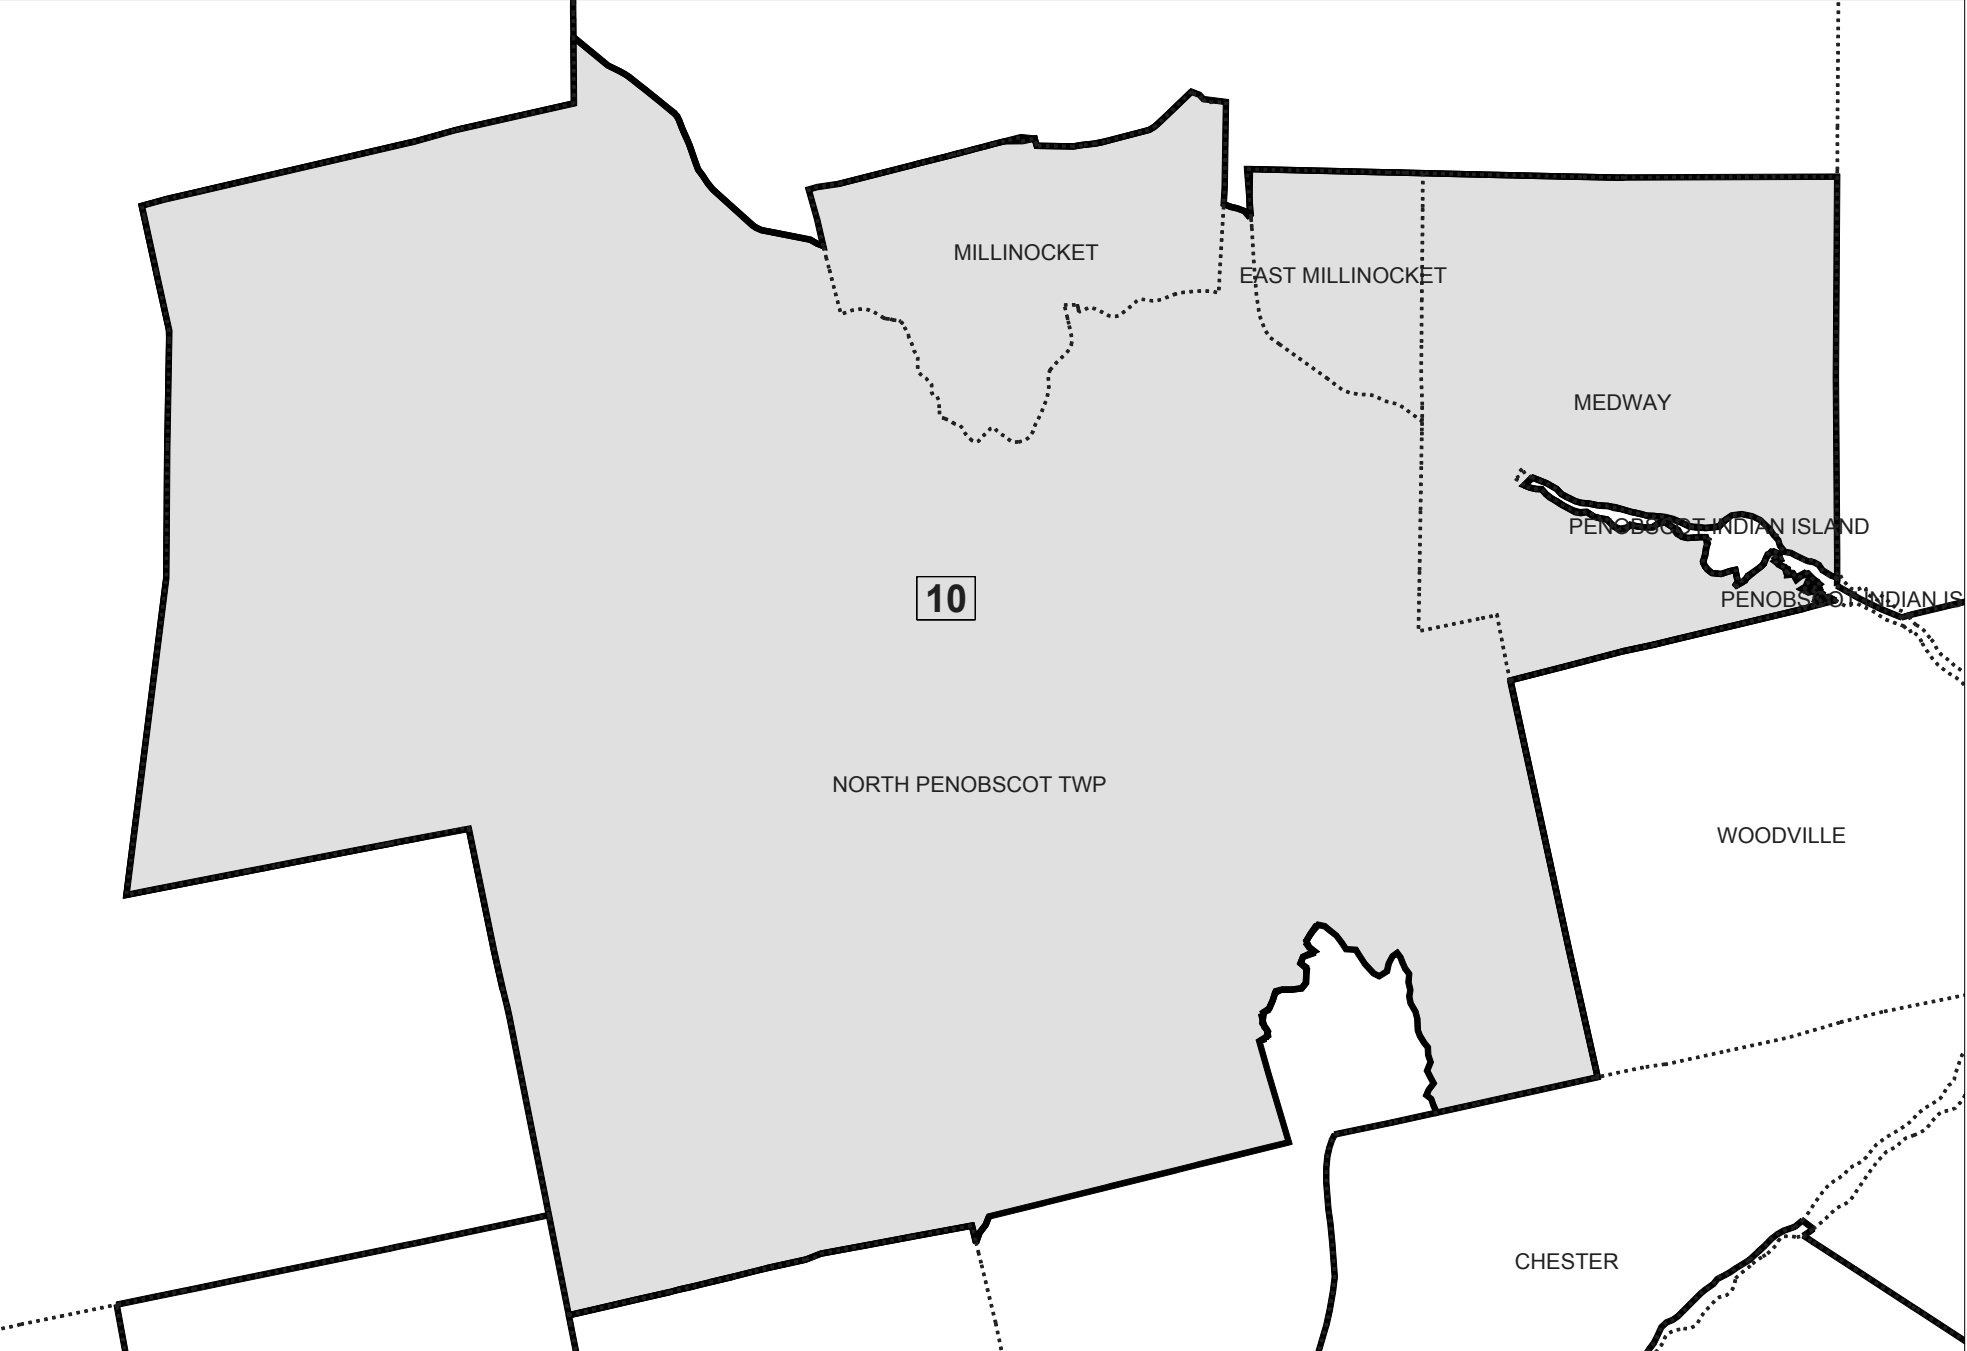 MILLINOCKET
EAST MILLINOCKET
MEDWAY
PENOBSCOT INDIAN ISLAND
10
PENOBSCOT INDIAN IS
NORTH PENOBSCOT TWP
WOODVILLE
CHESTER